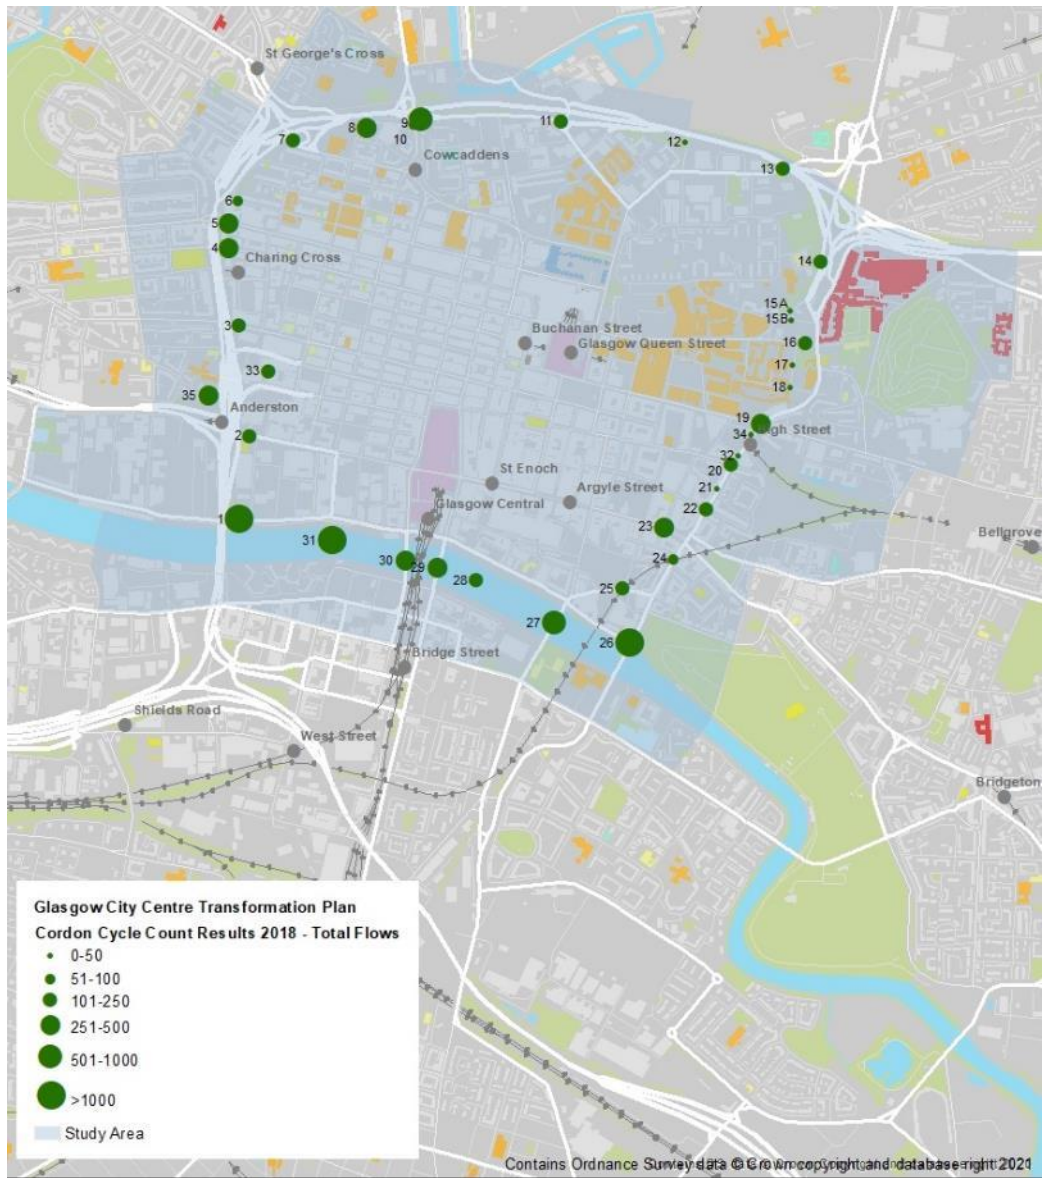 St George's Cross
9
8
11
7
10
12
Cowcaddens
13
6
5
4
Charing Cross
14
15A
15B
3
Buchanan Street
16
Glasgow Queen Street
17
33
18
35
Anderston
19
High Street
34
2
32
20
St Enoch
21
Argyle Street
Glasgow Central
22
1
23
31
Bellgrove
30
24
29
28
25
27
26
Bridge Street
Shields Road
West Street
Bridgeton
Glasgow City Centre Transformation Plan
Cordon Cycle Count Results 2018 - Total Flows
0-50
51-100
101-250
251-500
501-1000
>1000
Study Area
Contains Ordnance Survey data © Crown copyright and database right 2021